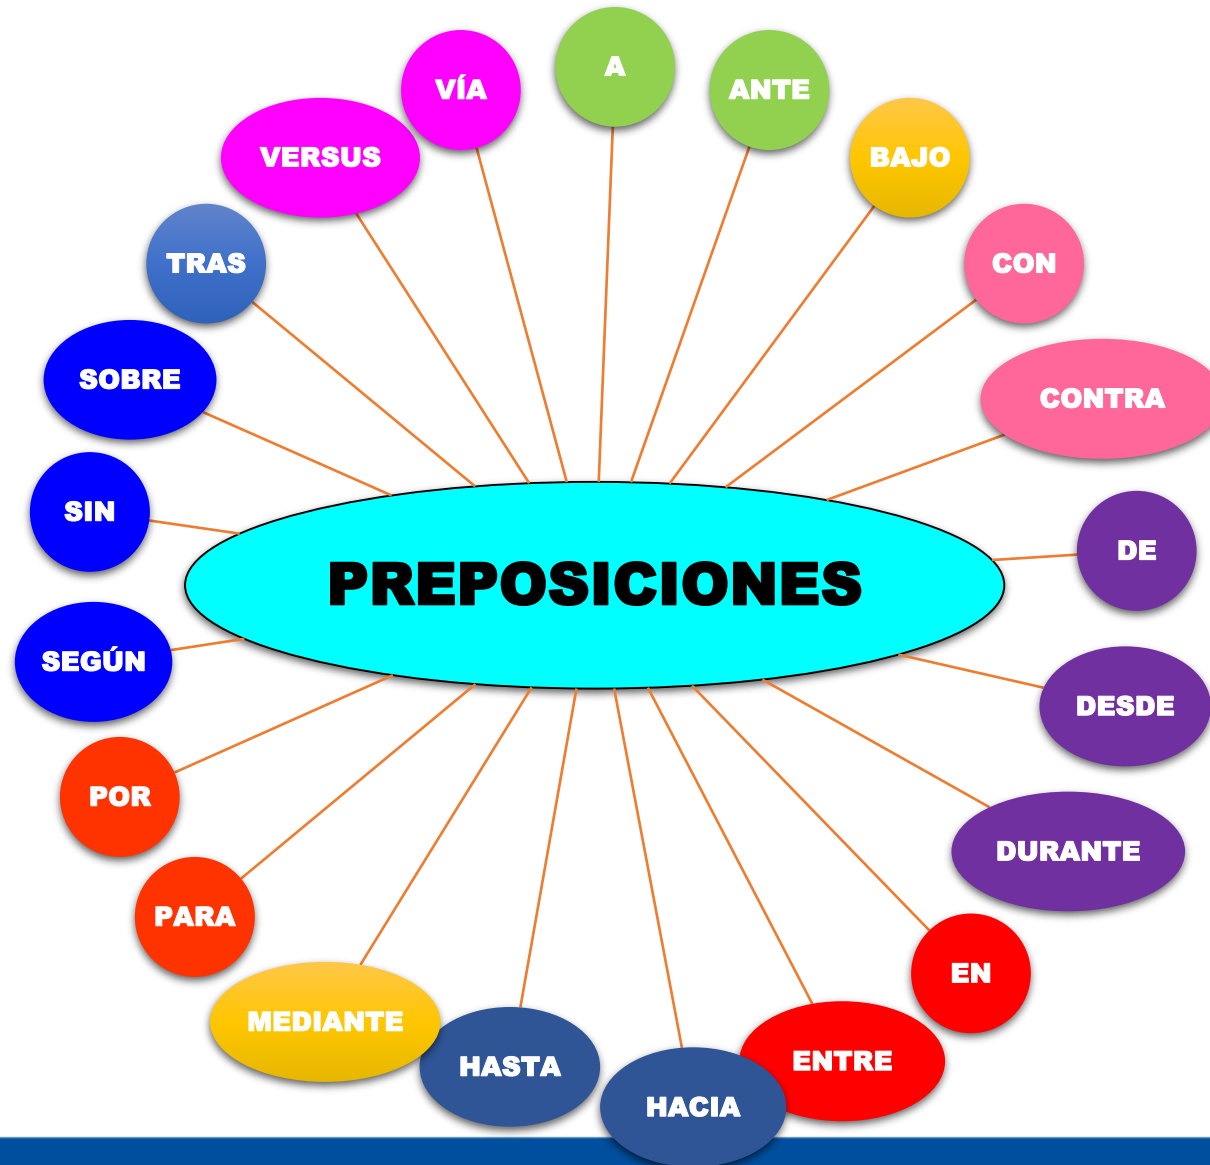 PREPOSICIONES
A
ANTE
BAJO
CON
CONTRA
DE
DESDE
DURANTE
EN
ENTRE
HACIA
HASTA
MEDIANTE
PARA
POR
SEGÚN
SIN
SOBRE
TRAS
VERSUS
VÍA